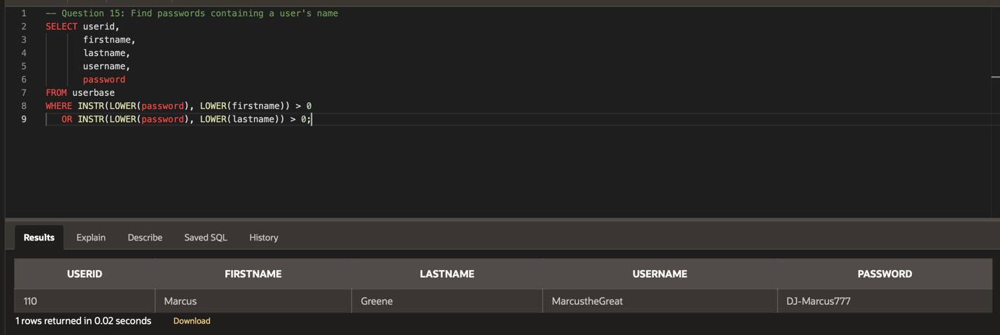 1 -- Question 15: Find passwords containing a user's name
2 SELECT userid,
3 firstname,
4 lastname,
5 username,
6 password
7 FROM userbase
8 WHERE INSTR(LOWER(password), LOWER(firstname)) > 0
9 OR INSTR(LOWER(password), LOWER(lastname)) > 0;
Results Explain Describe Saved SQL History
USERID FIRSTNAME LASTNAME USERNAME PASSWORD
110 Marcus Greene MarcustheGreat DJ-Marcus777
1 rows returned in 0.02 seconds Download